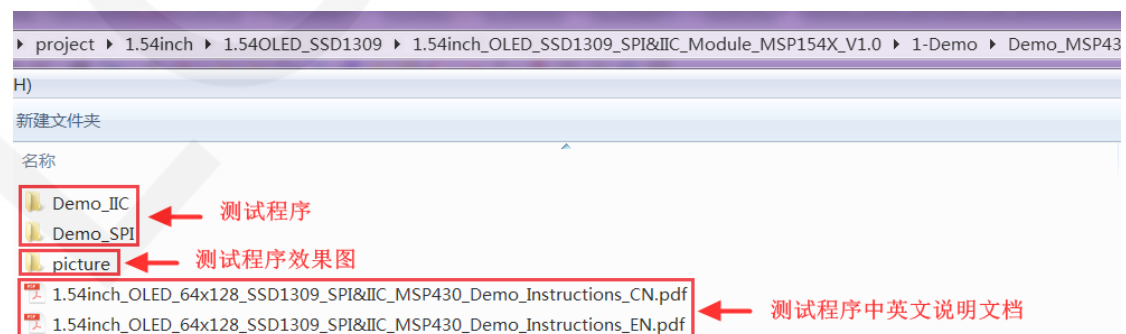 project ▸ 1.54inch ▸ 1.54OLED_SSD1309 ▸ 1.54inch_OLED_SSD1309_SPI&IIC_Module_MSP154X_V1.0 ▸ 1-Demo ▸ Demo_MSP43
H)
新建文件夹
名称
Demo_IIC
测试程序
Demo_SPI
picture 测试程序效果图
1.54inch_OLED_64x128_SSD1309_SPI&IIC_MSP430_Demo_Instructions_CN.pdf
测试程序中英文说明文档
1.54inch_OLED_64x128_SSD1309_SPI&IIC_MSP430_Demo_Instructions_EN.pdf